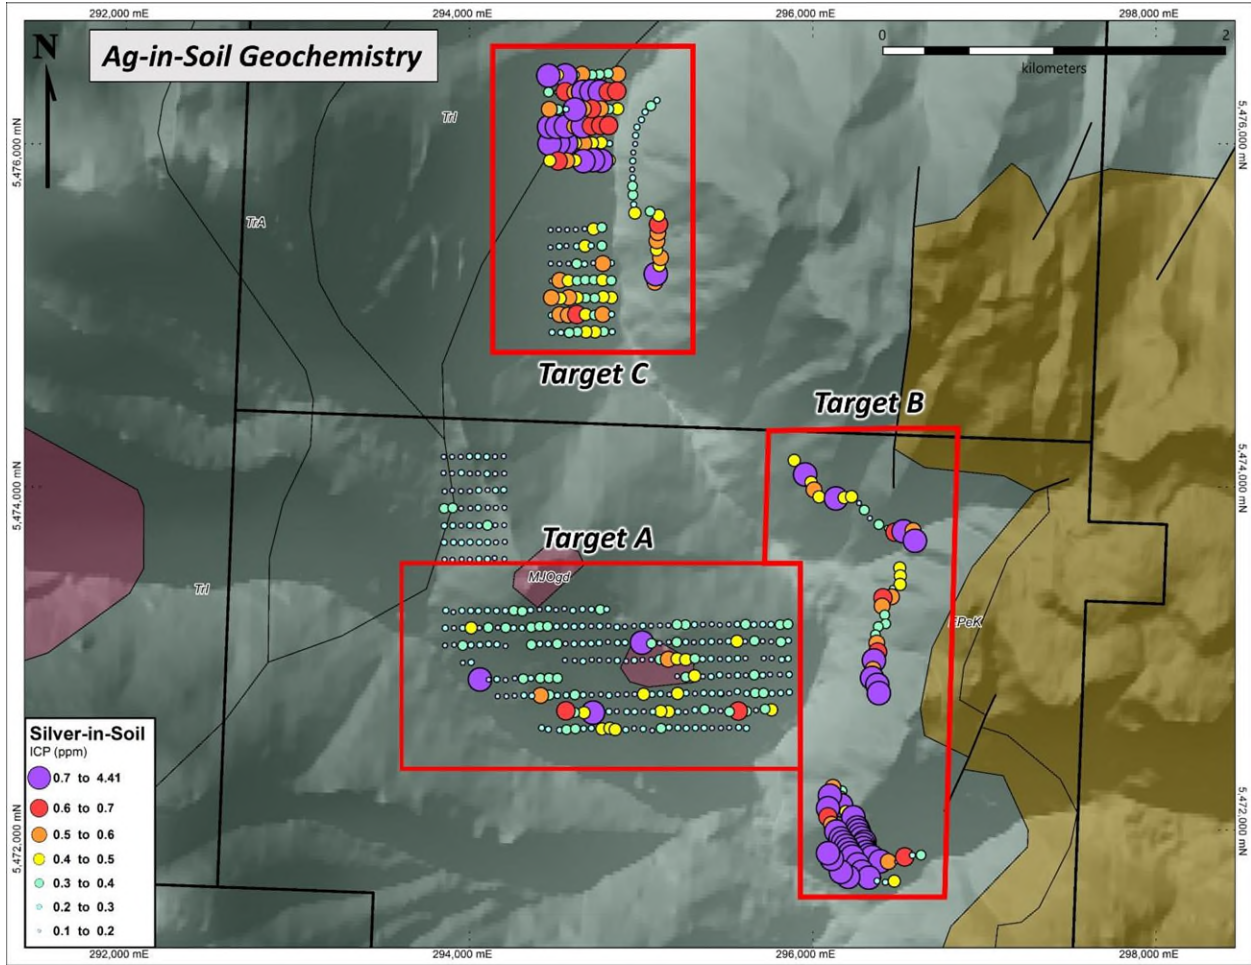 292,000 mE
294,000 mE
296,000 mE
298,000 mE
Ag-in-Soil Geochemistry
N
0
2
kilometers
TrI
5,476,000 mN
5,476,000 mN
TrA
Target C
Target B
5,474,000 mN
5,474,000 mN
Target A
MJOgd
TrI
PeK
Silver-in-Soil
ICP (ppm)
0.7 to 4.41
0.6 to 0.7
0.5 to 0.6
0.4 to 0.5
0.3 to 0.4
0.2 to 0.3
0.1 to 0.2
5,472,000 mN
5,472,000 mN
292,000 mE
294,000 mE
296,000 mE
298,000 mE